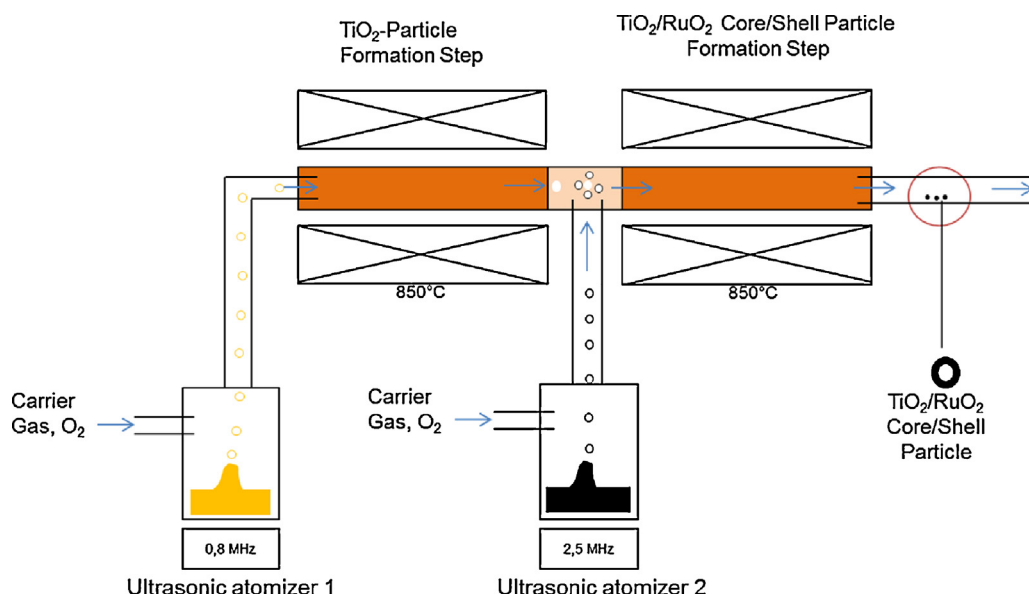 TiO₂-Particle
Formation Step
TiO₂/RuO₂ Core/Shell Particle
Formation Step
850°C
850°C
Carrier
Gas, O₂
Carrier
Gas, O₂
TiO₂/RuO₂
Core/Shell
Particle
0,8 MHz
2,5 MHz
Ultrasonic atomizer 1
Ultrasonic atomizer 2